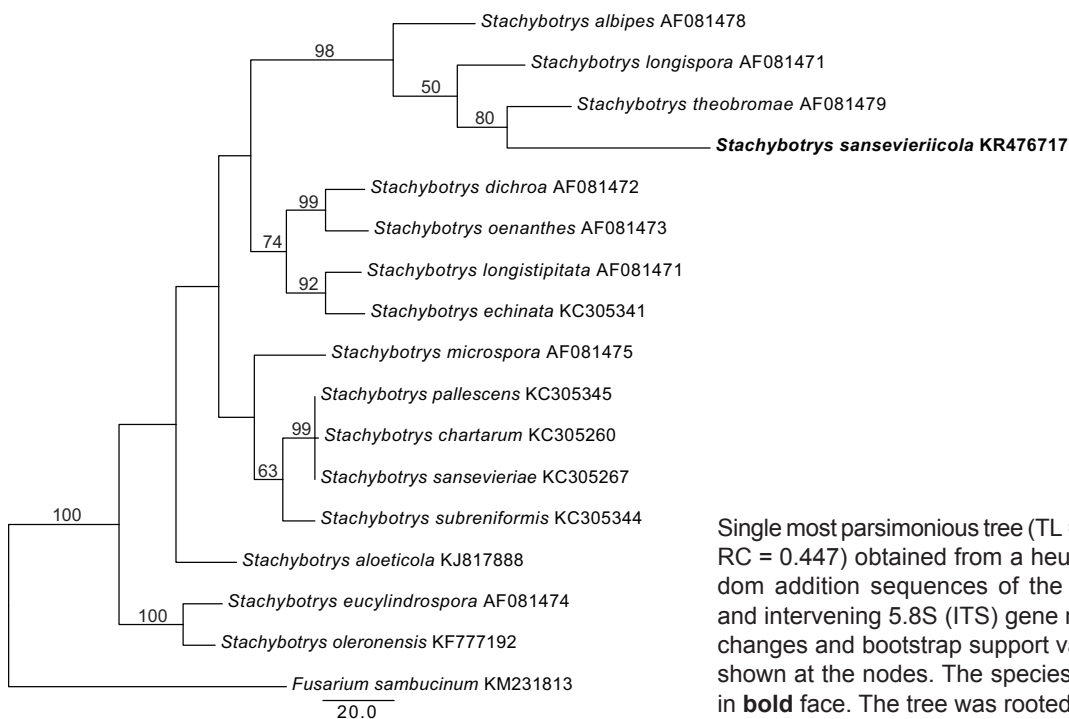 Stachybotrys albipes AF081478
98
Stachybotrys longispora AF081471
50
Stachybotrys theobromae AF081479
80
Stachybotrys sansevieriicola KR476717
Stachybotrys dichroa AF081472
99
Stachybotrys oenanthes AF081473
74
Stachybotrys longistipitata AF081471
92
Stachybotrys echinata KC305341
Stachybotrys microspora AF081475
Stachybotrys pallescens KC305345
99
Stachybotrys chartarum KC305260
63
Stachybotrys sansevieriae KC305267
Stachybotrys subreniformis KC305344
100
Stachybotrys aloeticola KJ817888
Stachybotrys eucylindrospora AF081474
100
Stachybotrys oleronensis KF777192
Fusarium sambucinum KM231813
20.0
Single most parsimonious tree (TL
RC = 0.447) obtained from a heu
dom addition sequences of the
and intervening 5.8S (ITS) gene
changes and bootstrap support
shown at the nodes. The species
in bold face. The tree was rooted